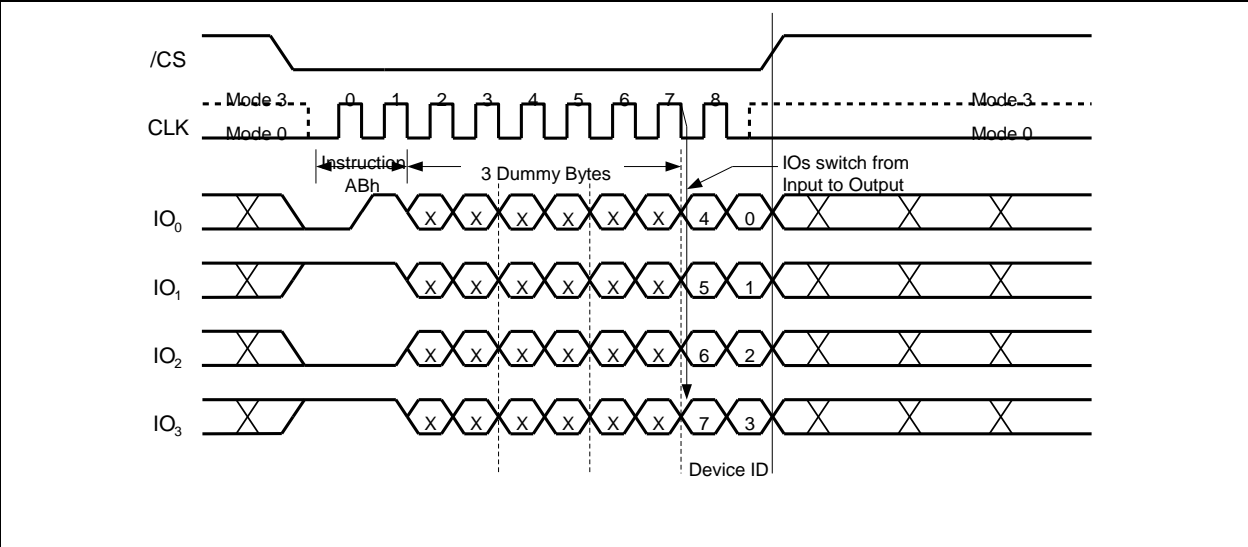 /CS
Mode 3 0 1 2 3 4 5 6 7 8 Mode 3
CLK Mode 0 Mode 0
Instruction 3 Dummy Bytes IOs switch from
ABh Input to Output
IO0 X X X X X X 4 0
IO1 X X X X X X 5 1
IO2 X X X X X X 6 2
IO3 X X X X X X 7 3
Device ID